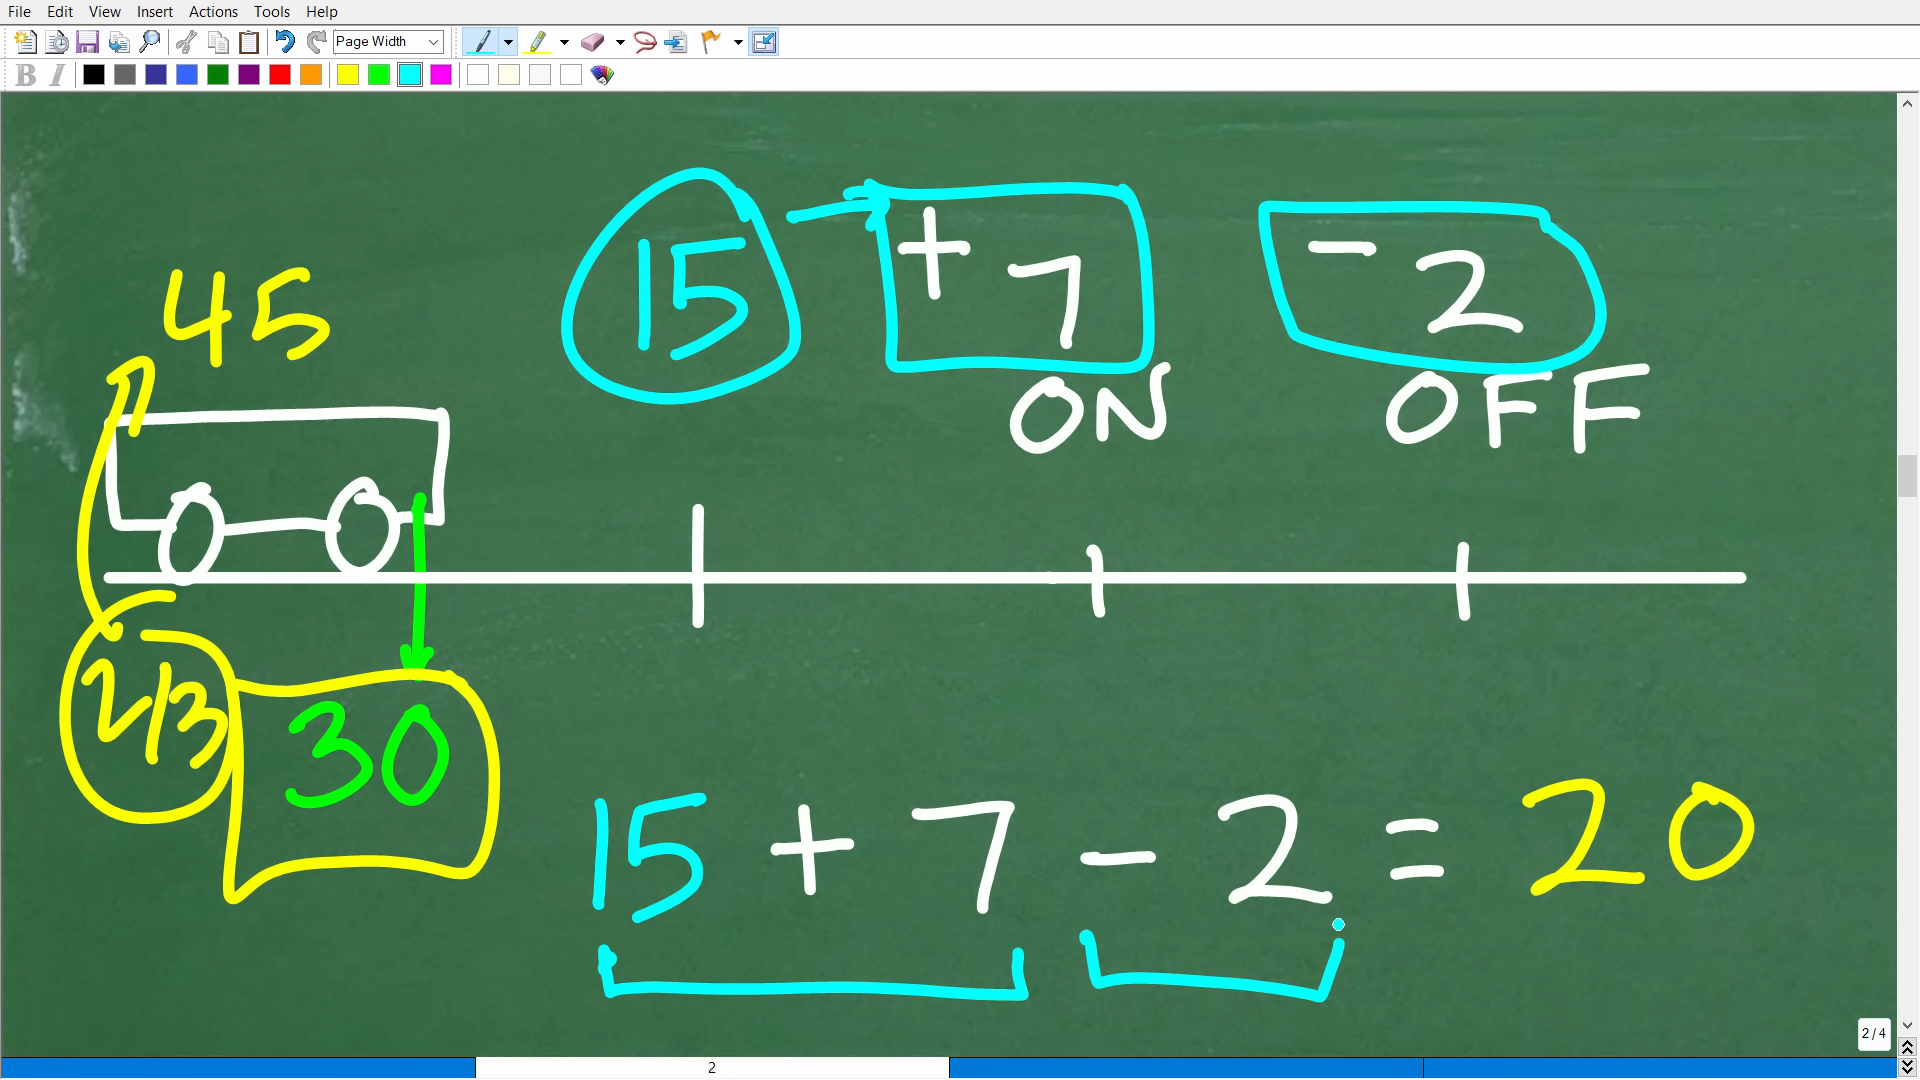 File Edit View Insert Actions Tools Help
Page Width
B I
45
15 + 7 - 2
ON OFF
2/3 30
15 + 7 - 2 = 20
2 / 4
2